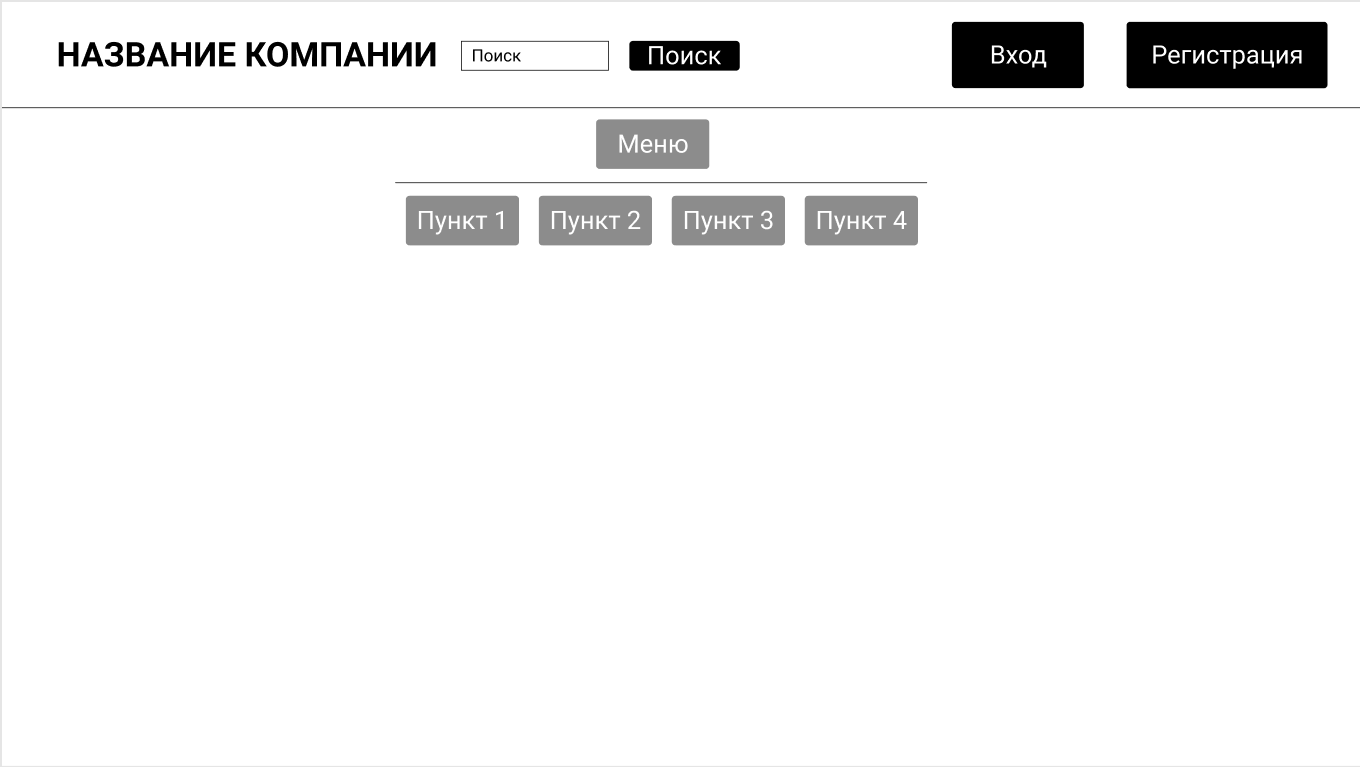 НАЗВАНИЕ КОМПАНИИ Поиск Поиск Вход Регистрация
Меню
Пункт 1 Пункт 2 Пункт 3 Пункт 4